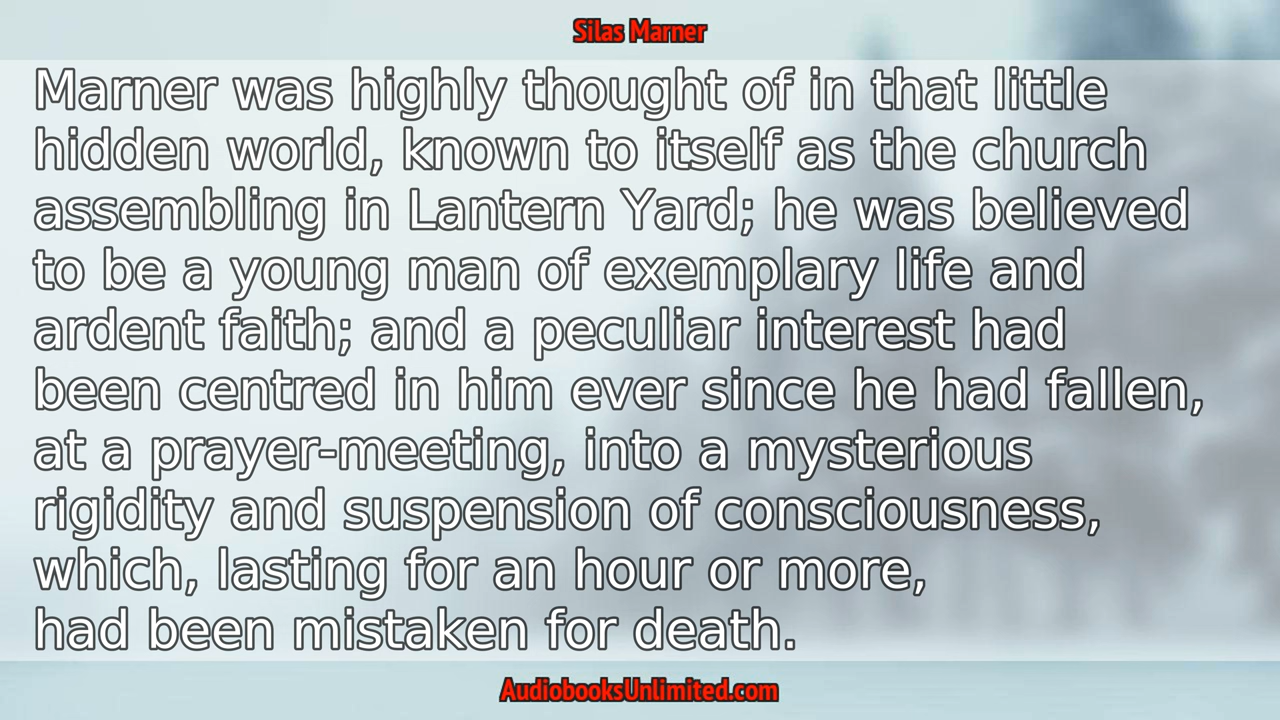 Silas Marner
Marner was highly thought of in that little
hidden world, known to itself as the church
assembling in Lantern Yard; he was believed
to be a young man of exemplary life and
ardent faith; and a peculiar interest had
been centred in him ever since he had fallen,
at a prayer-meeting, into a mysterious
rigidity and suspension of consciousness,
which, lasting for an hour or more,
had been mistaken for death.
AudiobooksUnlimited.com